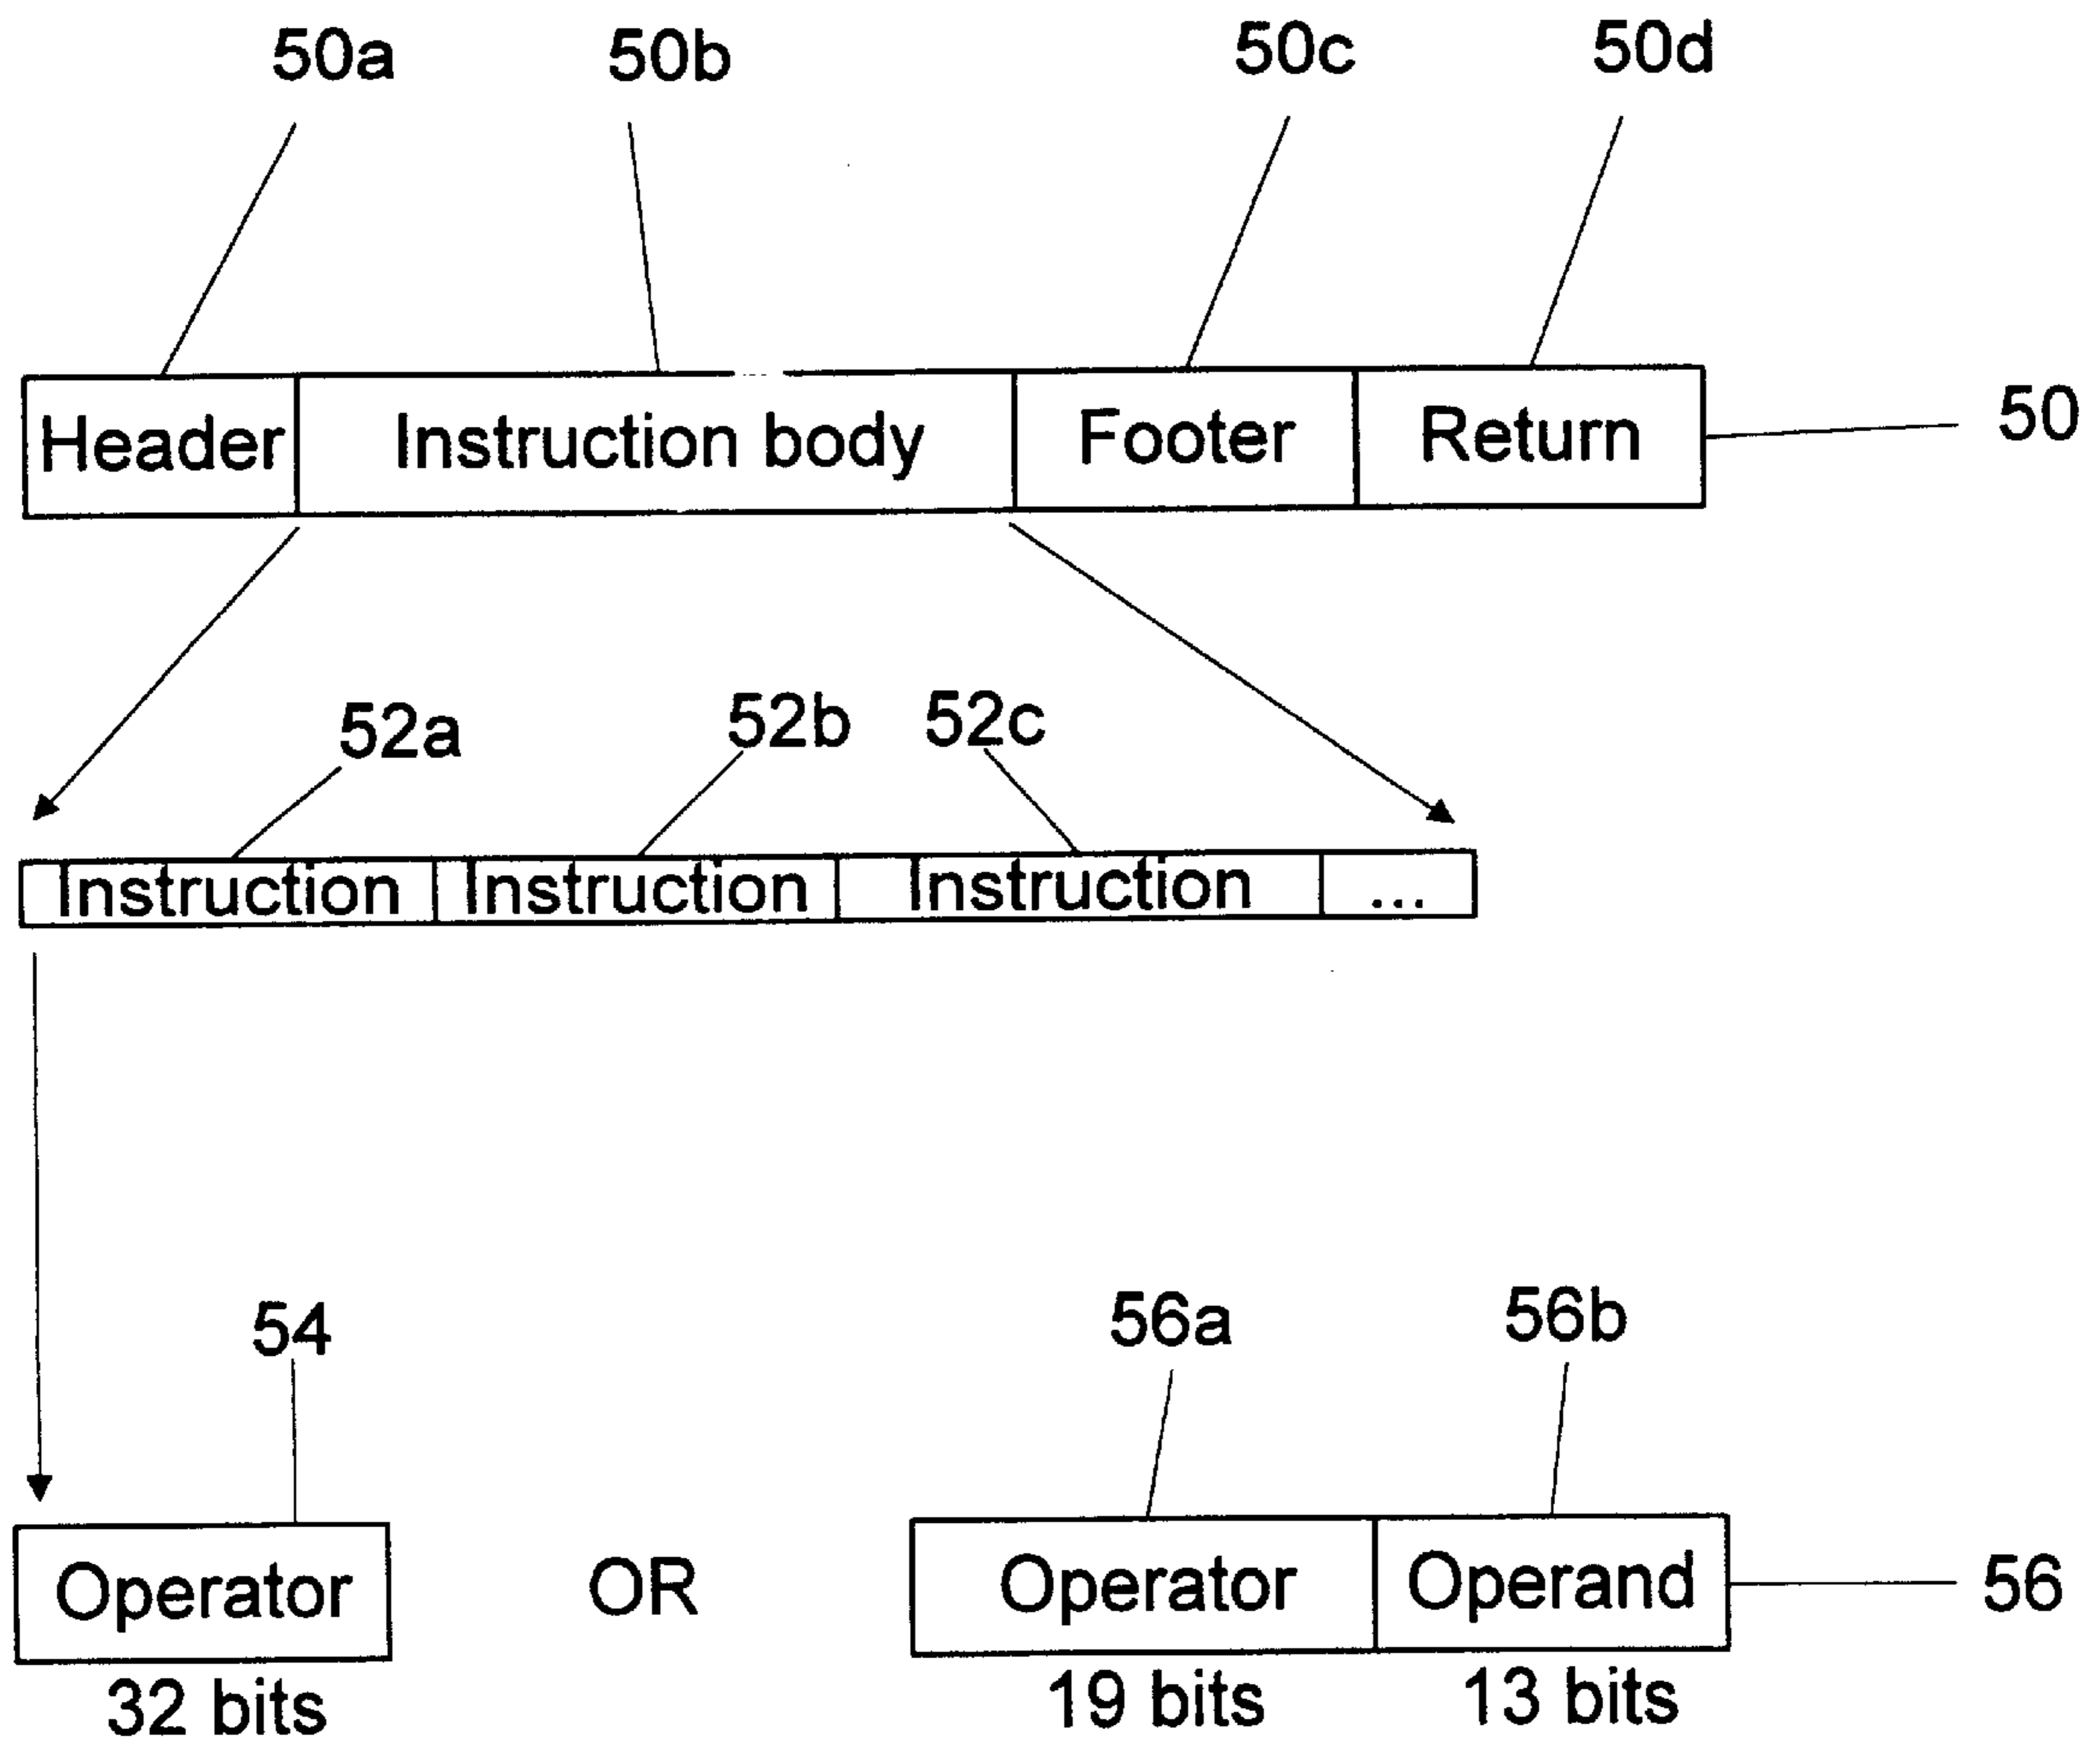 50a 50b 50c 50d
Header Instruction body Footer Return 50
52a 52b 52c
Instruction Instruction Instruction ...
54 56a 56b
Operator OR Operator Operand 56
32 bits 19 bits 13 bits